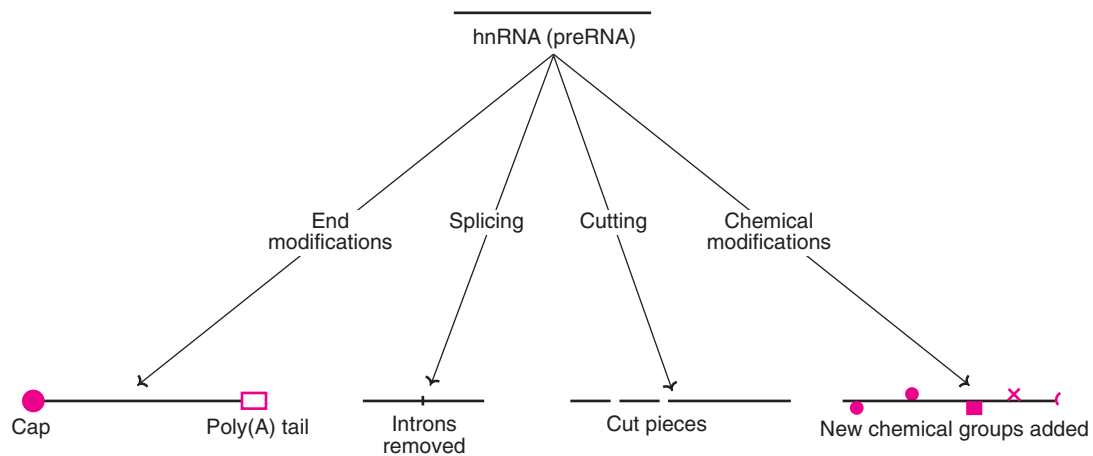 hnRNA (preRNA)
End
modifications
Splicing
Cutting
Chemical
modifications
Cap
Poly(A) tail
Introns
removed
Cut pieces
New chemical groups added